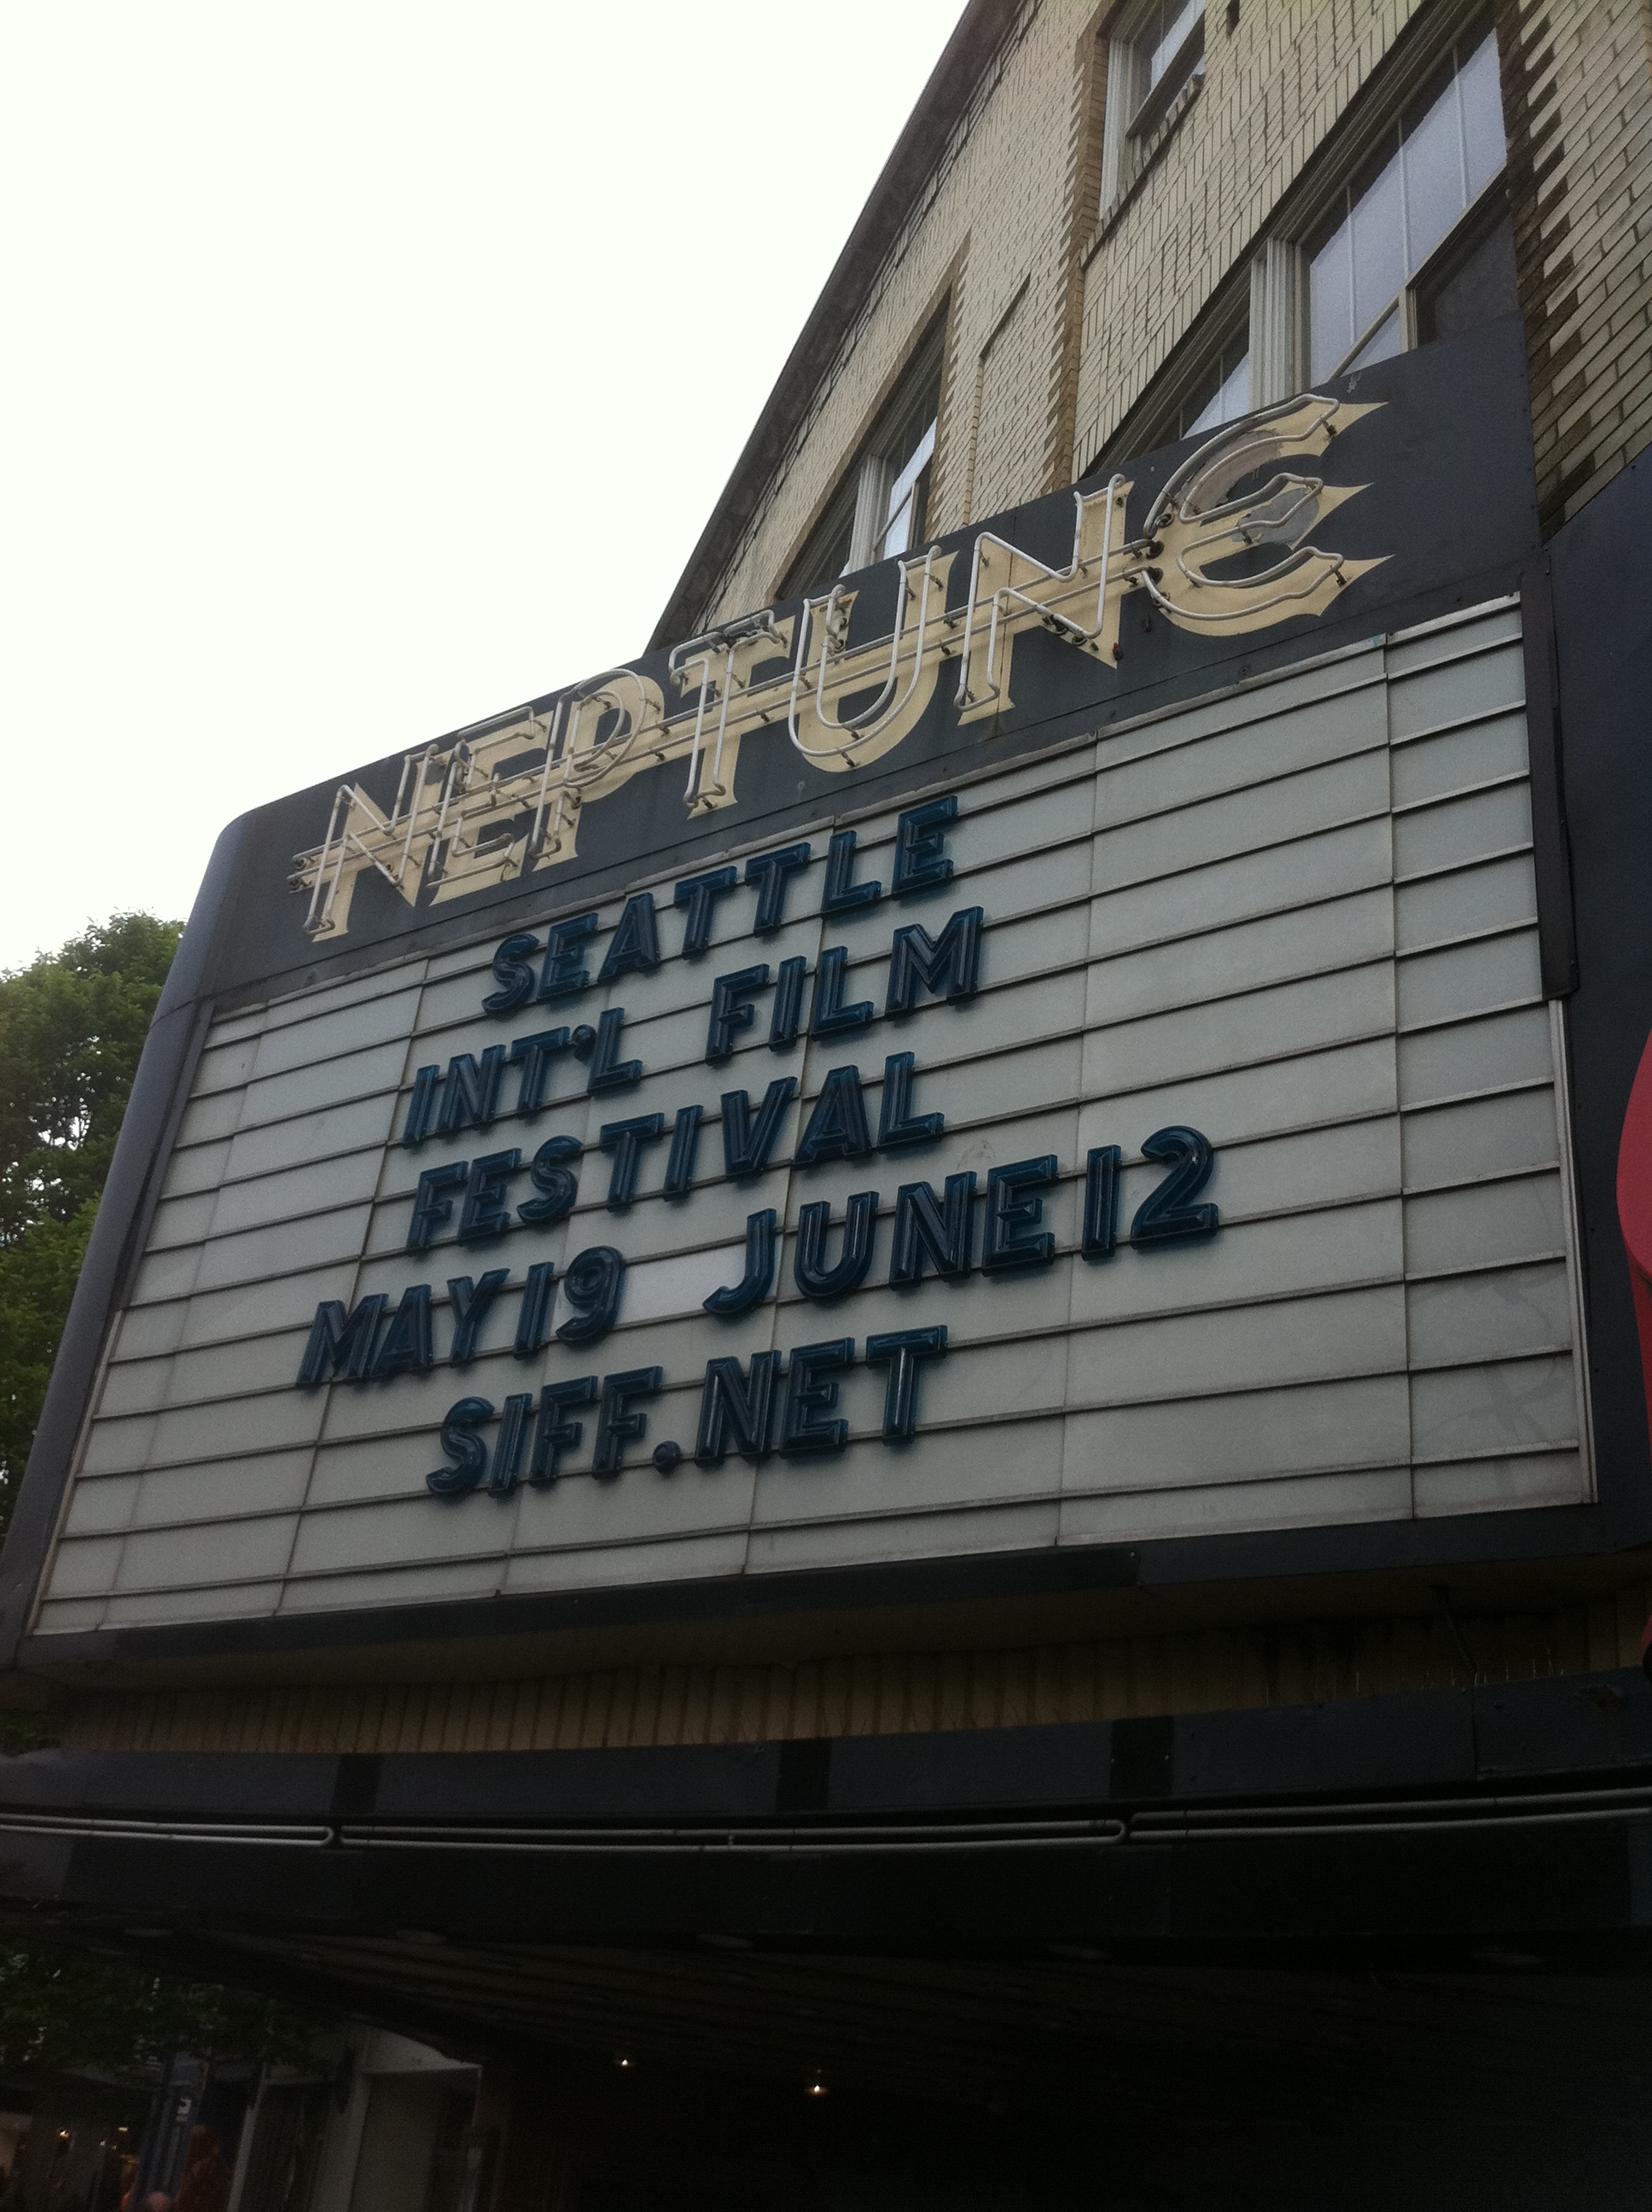 NEPTUNE
SEATTLE
INT'L FILM
FESTIVAL
MAY19 JUNE12
SIFF.NET